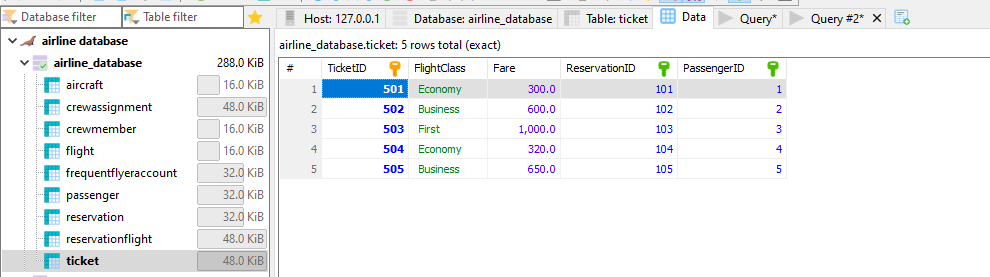 Database filter Table filter
Host: 127.0.0.1 Database: airline_database Table: ticket Data Query* Query #2*
airline database
airline_database 288.0 KiB
aircraft 16.0 KiB
crewassignment 48.0 KiB
crewmember 16.0 KiB
flight 16.0 KiB
frequentflyeraccount 32.0 KiB
passenger 32.0 KiB
reservation 32.0 KiB
reservationflight 48.0 KiB
ticket 48.0 KiB
airline_database.ticket: 5 rows total (exact)
# TicketID FlightClass Fare ReservationID PassengerID
1 501 Economy 300.0 101 1
2 502 Business 600.0 102 2
3 503 First 1,000.0 103 3
4 504 Economy 320.0 104 4
5 505 Business 650.0 105 5